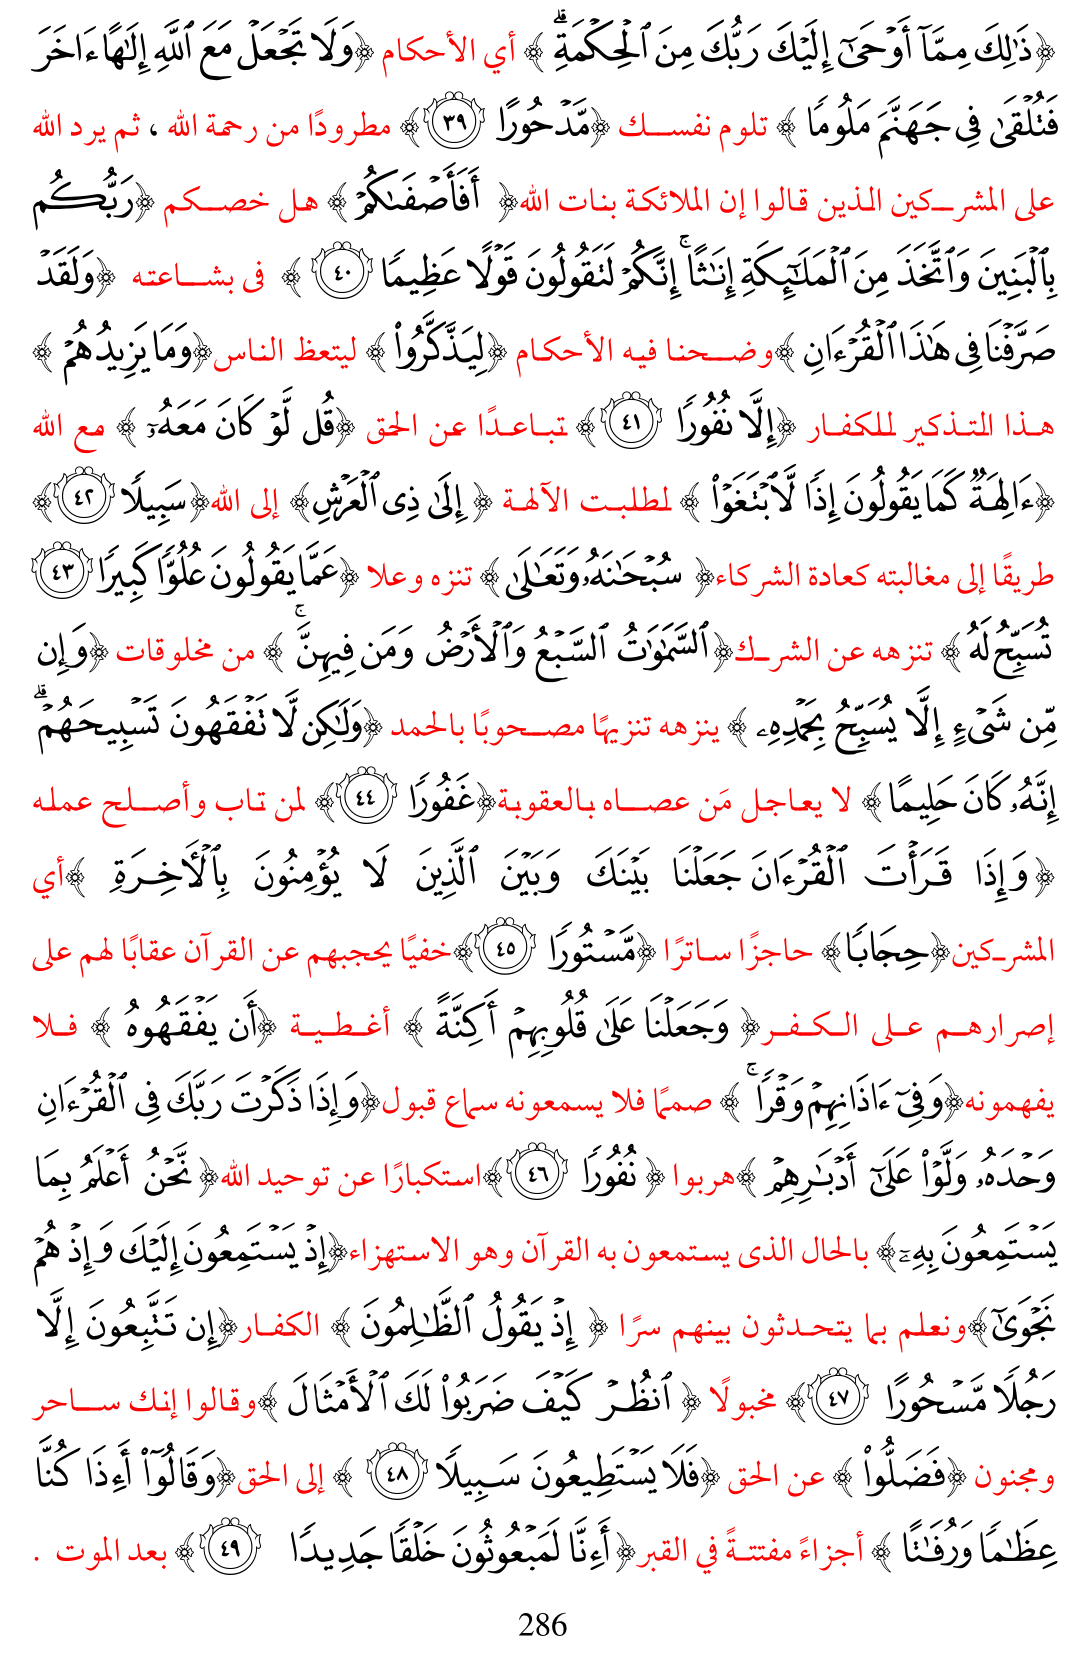 ﴿ذَٰلِكَ مِمَّآ أَوْحَىٰٓ إِلَيْكَ رَبُّكَ مِنَ ٱلْحِكْمَةِۗ ﴾ أي الأحكام ﴿وَلَا تَجْعَلْ مَعَ ٱللَّهِ إِلَٰهًا ءَاخَرَ
فَتُلْقَىٰ فِى جَهَنَّمَ مَلُومًا ﴾ تلوم نفسك ﴿مَّدْحُورًا ٣٩﴾ مطرودًا من رحمة الله ، ثم يرد الله
على المشركين الذين قالوا إن الملائكة بنات الله﴿ أَفَأَصْفَىٰكُمْ ﴾ هل خصكم ﴿رَبُّكُم
بِٱلْبَنِينَ وَٱتَّخَذَ مِنَ ٱلْمَلَٰٓئِكَةِ إِنَٰثًاۚ إِنَّكُمْ لَتَقُولُونَ قَوْلًا عَظِيمًا ٤٠ ﴾ فى بشاعته ﴿وَلَقَدْ
صَرَّفْنَا فِى هَٰذَا ٱلْقُرْءَانِ ﴾وضحنا فيه الأحكام ﴿لِيَذَّكَّرُوا۟ ﴾ ليتعظ الناس﴿وَمَا يَزِيدُهُمْ ﴾
هذا التذكير للكفار ﴿إِلَّا نُفُورًا ٤١﴾ تباعدًا عن الحق ﴿قُل لَّوْ كَانَ مَعَهُۥٓ ﴾ مع الله
﴿ءَالِهَةٌ كَمَا يَقُولُونَ إِذًا لَّٱبْتَغَوْا۟ ﴾ لطلبت الآلهة ﴿ إِلَىٰ ذِى ٱلْعَرْشِ﴾ إلى الله﴿سَبِيلًا ٤٢﴾
طريقًا إلى مغالبته كعادة الشركاء﴿ سُبْحَٰنَهُۥ وَتَعَٰلَىٰ ﴾ تنزه وعلا ﴿عَمَّا يَقُولُونَ عُلُوًّا كَبِيرًا ٤٣
تُسَبِّحُ لَهُ ﴾ تنزهه عن الشرك﴿ٱلسَّمَٰوَٰتُ ٱلسَّبْعُ وَٱلْأَرْضُ وَمَن فِيهِنَّۚ ﴾ من مخلوقات ﴿وَإِن
مِّن شَىْءٍ إِلَّا يُسَبِّحُ بِحَمْدِهِۦ ﴾ ينزهه تنزيهًا مصحوبًا بالحمد ﴿وَلَٰكِن لَّا تَفْقَهُونَ تَسْبِيحَهُمْۗ
إِنَّهُۥ كَانَ حَلِيمًا ﴾ لا يعاجل مَن عصاه بالعقوبة﴿غَفُورًا ٤٤﴾ لمن تاب وأصلح عمله
﴿وَإِذَا قَرَأْتَ ٱلْقُرْءَانَ جَعَلْنَا بَيْنَكَ وَبَيْنَ ٱلَّذِينَ لَا يُؤْمِنُونَ بِٱلْأَخِرَةِ ﴾أي
المشركين﴿حِجَابًا﴾ حاجزًا ساترًا ﴿مَّسْتُورًا ٤٥﴾خفيًا يحجبهم عن القرآن عقابًا لهم على
إصرارهم على الكفر﴿ وَجَعَلْنَا عَلَىٰ قُلُوبِهِمْ أَكِنَّةً ﴾ أغطية ﴿أَن يَفْقَهُوهُ ﴾ فلا
يفهمونه﴿وَفِىٓ ءَاذَانِهِمْ وَقْرًاۚ ﴾ صممًا فلا يسمعونه سماع قبول﴿وَإِذَا ذَكَرْتَ رَبَّكَ فِى ٱلْقُرْءَانِ
وَحْدَهُۥ وَلَّوْا۟ عَلَىٰٓ أَدْبَٰرِهِمْ ﴾هربوا ﴿ نُفُورًا ٤٦﴾استكبارًا عن توحيد الله﴿نَّحْنُ أَعْلَمُ بِمَا
يَسْتَمِعُونَ بِهِۦٓ﴾ بالحال الذى يستمعون به القرآن وهو الاستهزاء﴿إِذْ يَسْتَمِعُونَ إِلَيْكَ وَإِذْ هُمْ
نَجْوَىٰٓ﴾ونعلم بما يتحدثون بينهم سرًا ﴿ إِذْ يَقُولُ ٱلظَّٰلِمُونَ ﴾ الكفار﴿إِن تَتَّبِعُونَ إِلَّا
رَجُلًا مَّسْحُورًا ٤٧﴾ مخبولًا ﴿ ٱنظُرْ كَيْفَ ضَرَبُوا۟ لَكَ ٱلْأَمْثَالَ ﴾وقالوا إنك ساحر
ومجنون ﴿فَضَلُّوا۟ ﴾ عن الحق ﴿فَلَا يَسْتَطِيعُونَ سَبِيلًا ٤٨ ﴾ إلى الحق﴿وَقَالُوٓا۟ أَءِذَا كُنَّا
عِظَٰمًا وَرُفَٰتًا ﴾ أجزاءً مفتتةً في القبر﴿أَءِنَّا لَمَبْعُوثُونَ خَلْقًا جَدِيدًا ٤٩﴾ بعد الموت .
286